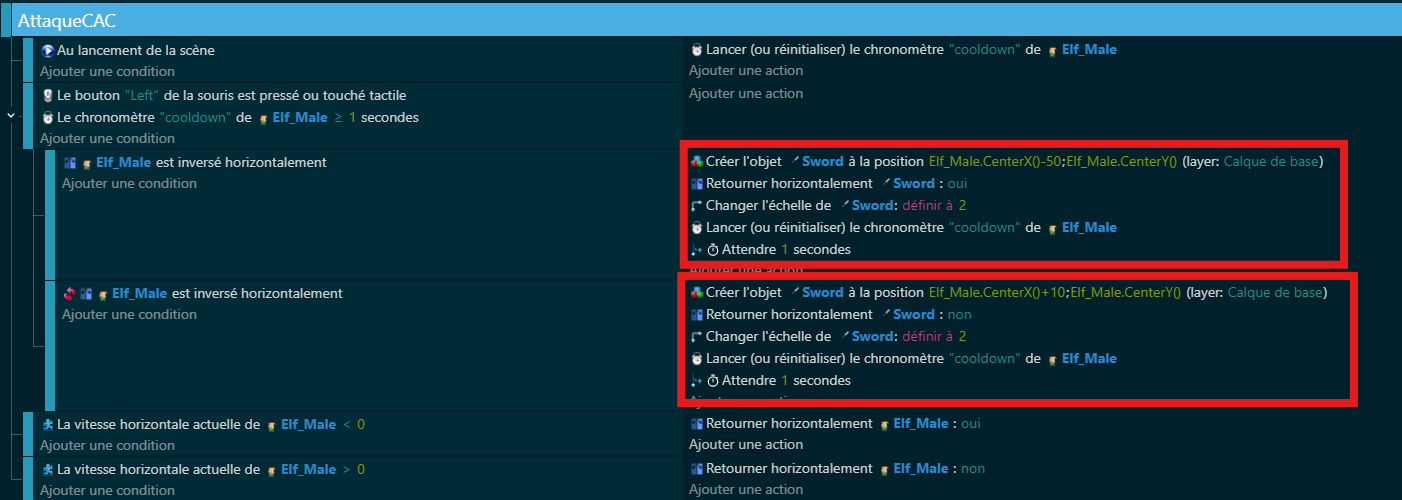 AttaqueCAC
Au lancement de la scène
Ajouter une condition
Lancer (ou réinitialiser) le chronomètre "cooldown" de Elf_Male
Ajouter une action
Le bouton "Left" de la souris est pressé ou touché tactile
Le chronomètre "cooldown" de Elf_Male ≥ 1 secondes
Ajouter une condition
Ajouter une action
Elf_Male est inversé horizontalement
Ajouter une condition
Créer l'objet Sword à la position Elf_Male.CenterX()-50;Elf_Male.CenterY() (layer: Calque de base)
Retourner horizontalement Sword : oui
Changer l'échelle de Sword: définir à 2
Lancer (ou réinitialiser) le chronomètre "cooldown" de Elf_Male
Attendre 1 secondes
Ajouter une action
Elf_Male est inversé horizontalement
Ajouter une condition
Créer l'objet Sword à la position Elf_Male.CenterX()+10;Elf_Male.CenterY() (layer: Calque de base)
Retourner horizontalement Sword : non
Changer l'échelle de Sword: définir à 2
Lancer (ou réinitialiser) le chronomètre "cooldown" de Elf_Male
Attendre 1 secondes
La vitesse horizontale actuelle de Elf_Male < 0
Ajouter une condition
Retourner horizontalement Elf_Male : oui
Ajouter une action
La vitesse horizontale actuelle de Elf_Male > 0
Ajouter une condition
Retourner horizontalement Elf_Male : non
Ajouter une action